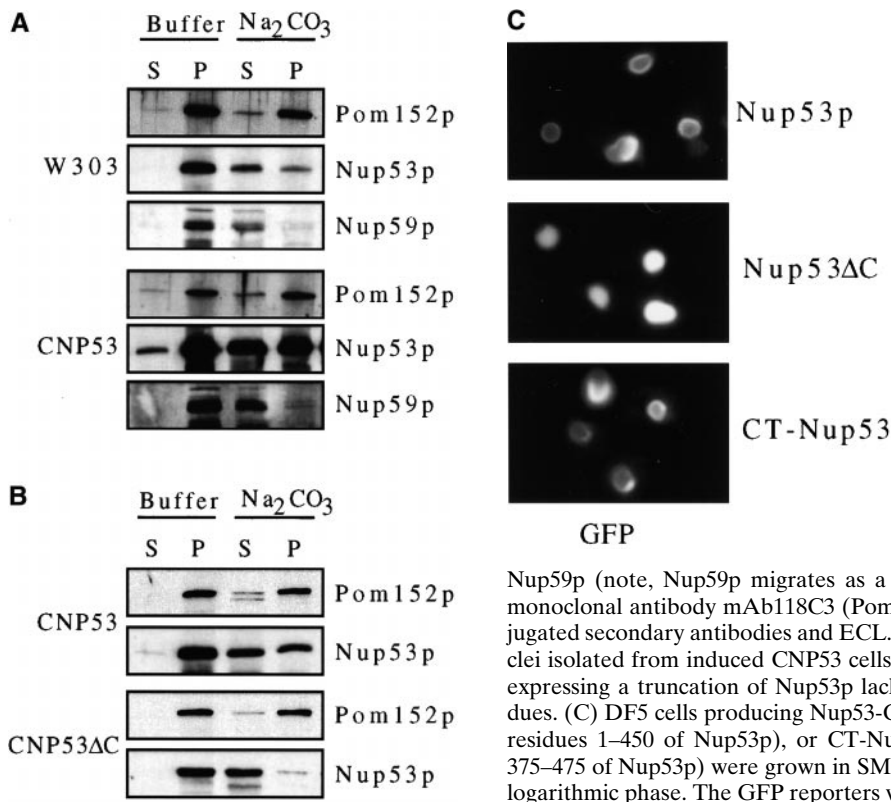 A
Buffer Na2CO3
S P S P
Pom152p
W303 Nup53p
Nup59p
Pom152p
CNP53 Nup53p
Nup59p
B
Buffer Na2CO3
S P S P
Pom152p
CNP53
Nup53p
Pom152p
CNP53ΔC
Nup53p
C
Nup53p
Nup53ΔC
CT-Nup53
GFP
Nup59p (note, Nup59p migrates as a
monoclonal antibody mAb118C3 (Pom
jugated secondary antibodies and ECL.
clei isolated from induced CNP53 cells
expressing a truncation of Nup53p lac
dues. (C) DF5 cells producing Nup53-
residues 1–450 of Nup53p), or CT-Nu
375–475 of Nup53p) were grown in SM
logarithmic phase. The GFP reporters